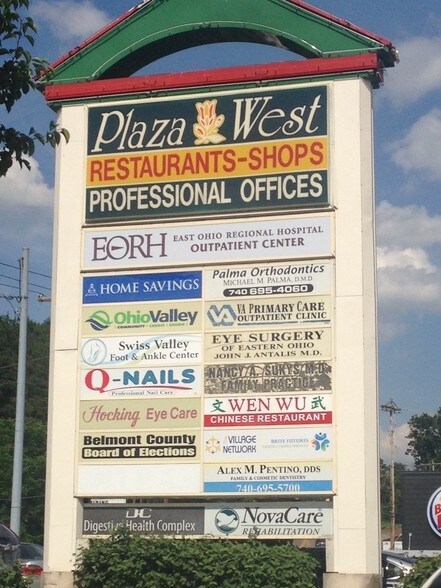 Plaza West
RESTAURANTS-SHOPS
PROFESSIONAL OFFICES
EORH EAST OHIO REGIONAL HOSPITAL
OUTPATIENT CENTER
HOME SAVINGS
Palma Orthodontics
MICHAEL M. PALMA, D.M.D.
740 695-4060
OhioValley
VA PRIMARY CARE
OUTPATIENT CLINIC
Swiss Valley
Foot & Ankle Center
EYE SURGERY
OF EASTERN OHIO
JOHN J. ANTALIS M.D.
Q-NAILS
Professional Nail Care
NANCY A. SUKYS, M.D.
FAMILY PRACTICE
Hocking Eye Care
文 WEN WU 武
CHINESE RESTAURANT
Belmont County
Board of Elections
VILLAGE
NETWORK
BRITE FUTURES
ALEX M. PENTINO, DDS
FAMILY & COSMETIC DENTISTRY
740-695-5700
DHC
Digestive Health Complex
NovaCare
REHABILITATION